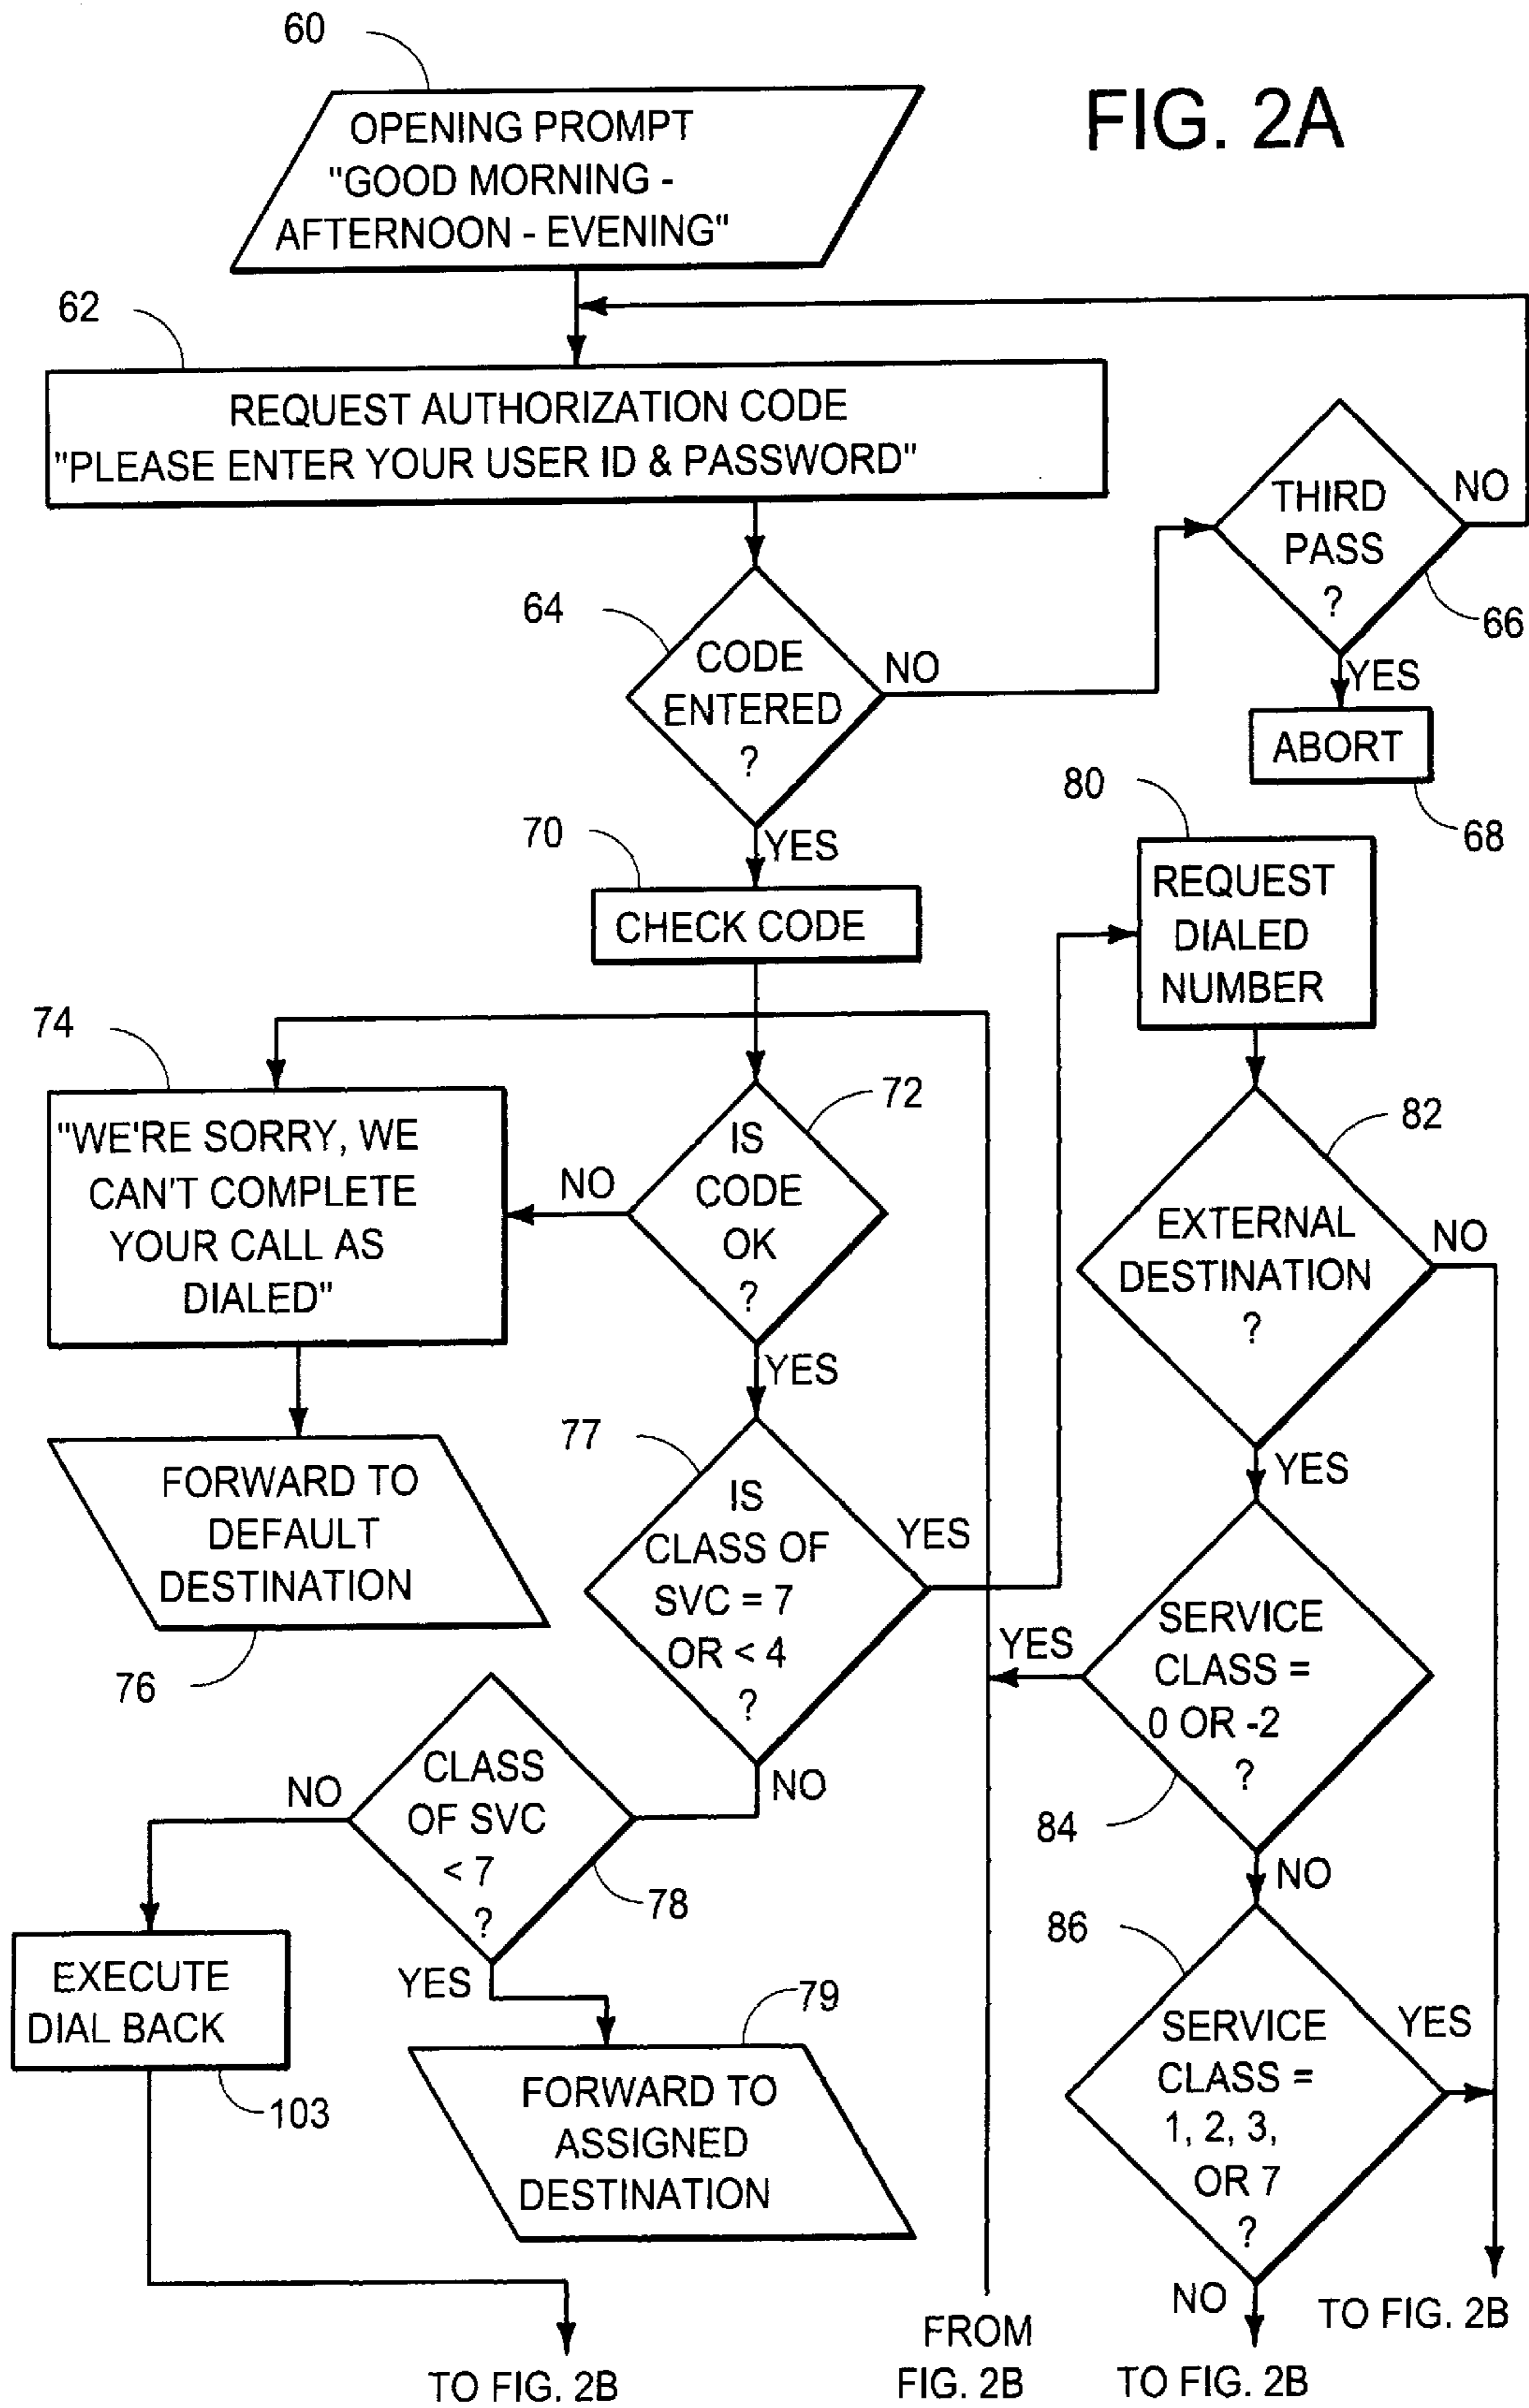 60
FIG. 2A
OPENING PROMPT
"GOOD MORNING -
AFTERNOON - EVENING"
62
REQUEST AUTHORIZATION CODE
"PLEASE ENTER YOUR USER ID & PASSWORD"
THIRD
PASS
?
NO
66
YES
ABORT
68
64
CODE
ENTERED
?
NO
YES
70
CHECK CODE
80
REQUEST
DIALED
NUMBER
74
"WE'RE SORRY, WE
CAN'T COMPLETE
YOUR CALL AS
DIALED"
NO
72
IS
CODE
OK
?
YES
82
EXTERNAL
DESTINATION
?
NO
YES
FORWARD TO
DEFAULT
DESTINATION
76
77
IS
CLASS OF
SVC = 7
OR < 4
?
YES
NO
YES
SERVICE
CLASS =
0 OR -2
?
84
NO
NO
CLASS
OF SVC
< 7
?
78
YES
EXECUTE
DIAL BACK
103
79
FORWARD TO
ASSIGNED
DESTINATION
86
SERVICE
CLASS =
1, 2, 3,
OR 7
?
YES
NO
TO FIG. 2B
FROM
FIG. 2B
TO FIG. 2B
TO FIG. 2B